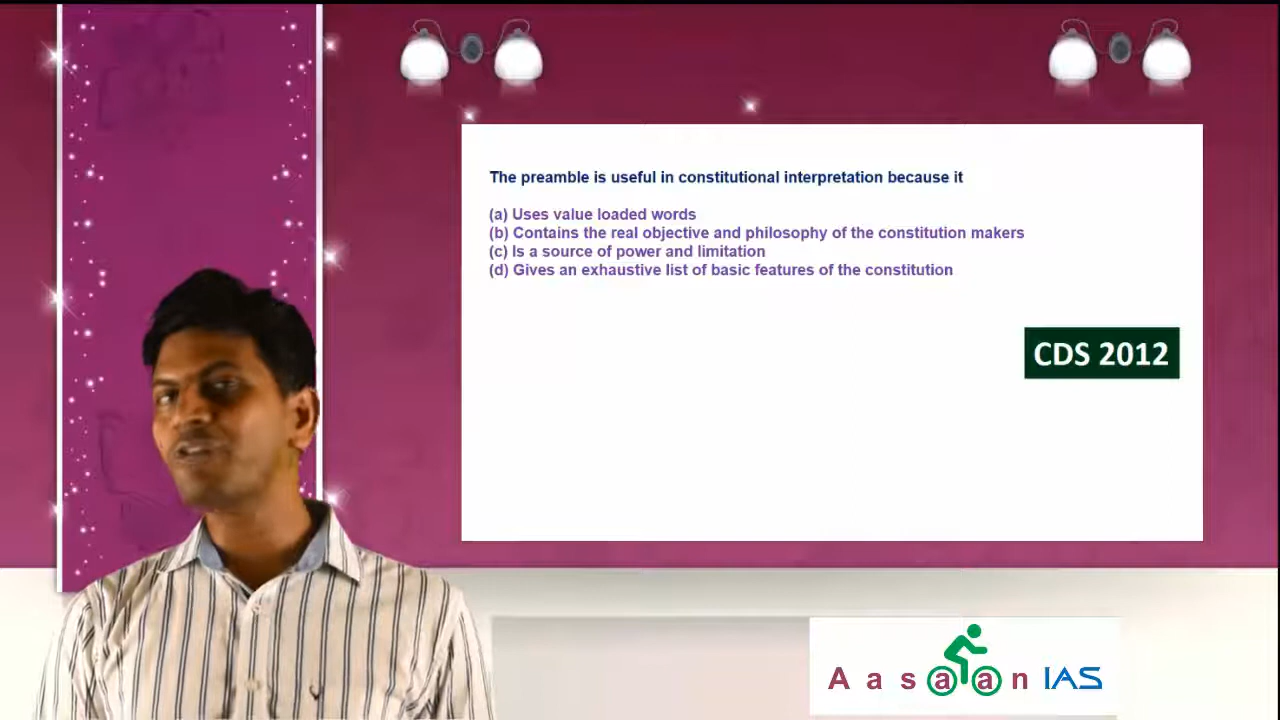 The preamble is useful in constitutional interpretation because it
(a) Uses value loaded words
(b) Contains the real objective and philosophy of the constitution makers
(c) Is a source of power and limitation
(d) Gives an exhaustive list of basic features of the constitution
CDS 2012
A a s a a n IAS